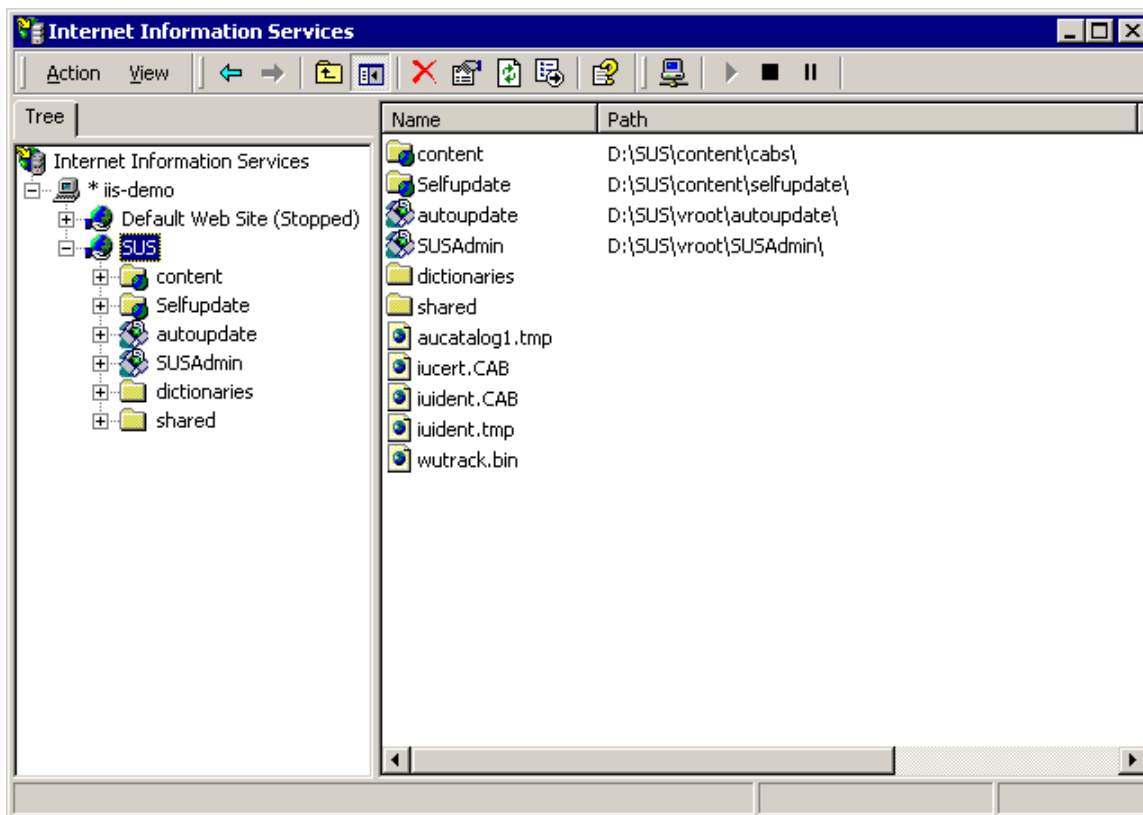 Internet Information Services
Action View
Tree
Name Path
Internet Information Services
* iis-demo
Default Web Site (Stopped)
SUS
content
Selfupdate
autoupdate
SUSAdmin
dictionaries
shared
content D:\SUS\content\cabs\
Selfupdate D:\SUS\content\selfupdate\
autoupdate D:\SUS\vroot\autoupdate\
SUSAdmin D:\SUS\vroot\SUSAdmin\
dictionaries
shared
aucatalog1.tmp
iucert.CAB
iuident.CAB
iuident.tmp
wutrack.bin